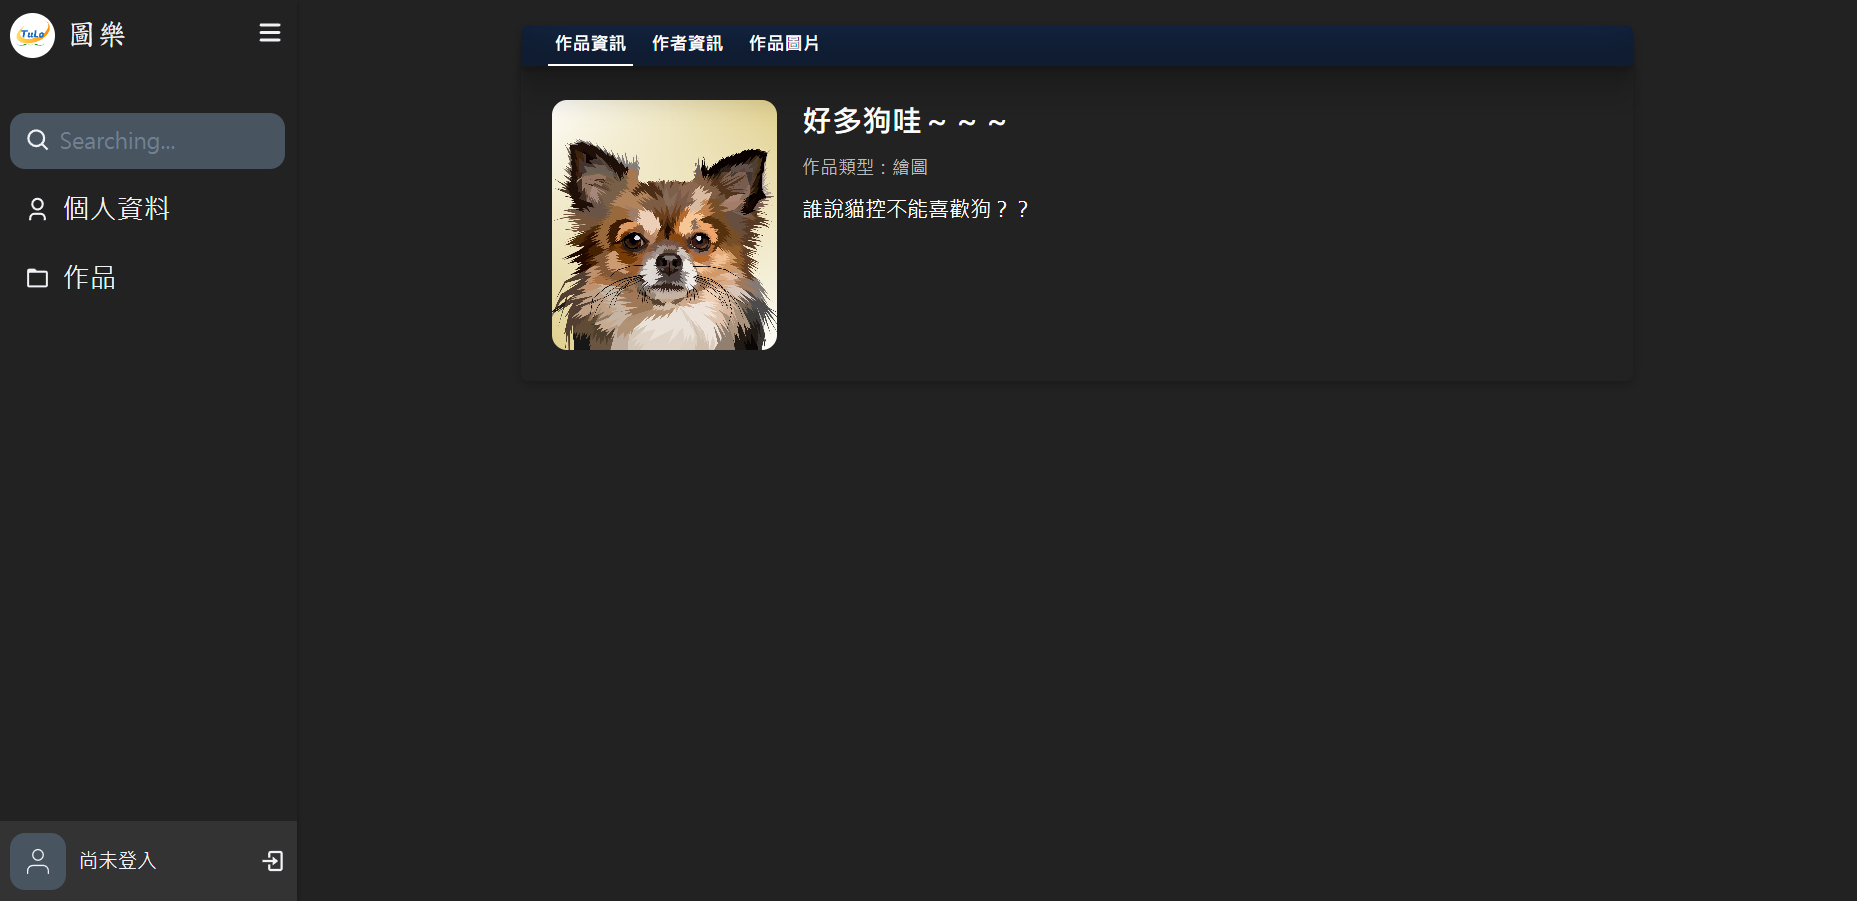 TuLo
圖樂
Searching...
個人資料
作品
尚未登入
作品資訊 作者資訊 作品圖片
好多狗哇～～～
作品類型：繪圖
誰說貓控不能喜歡狗？？